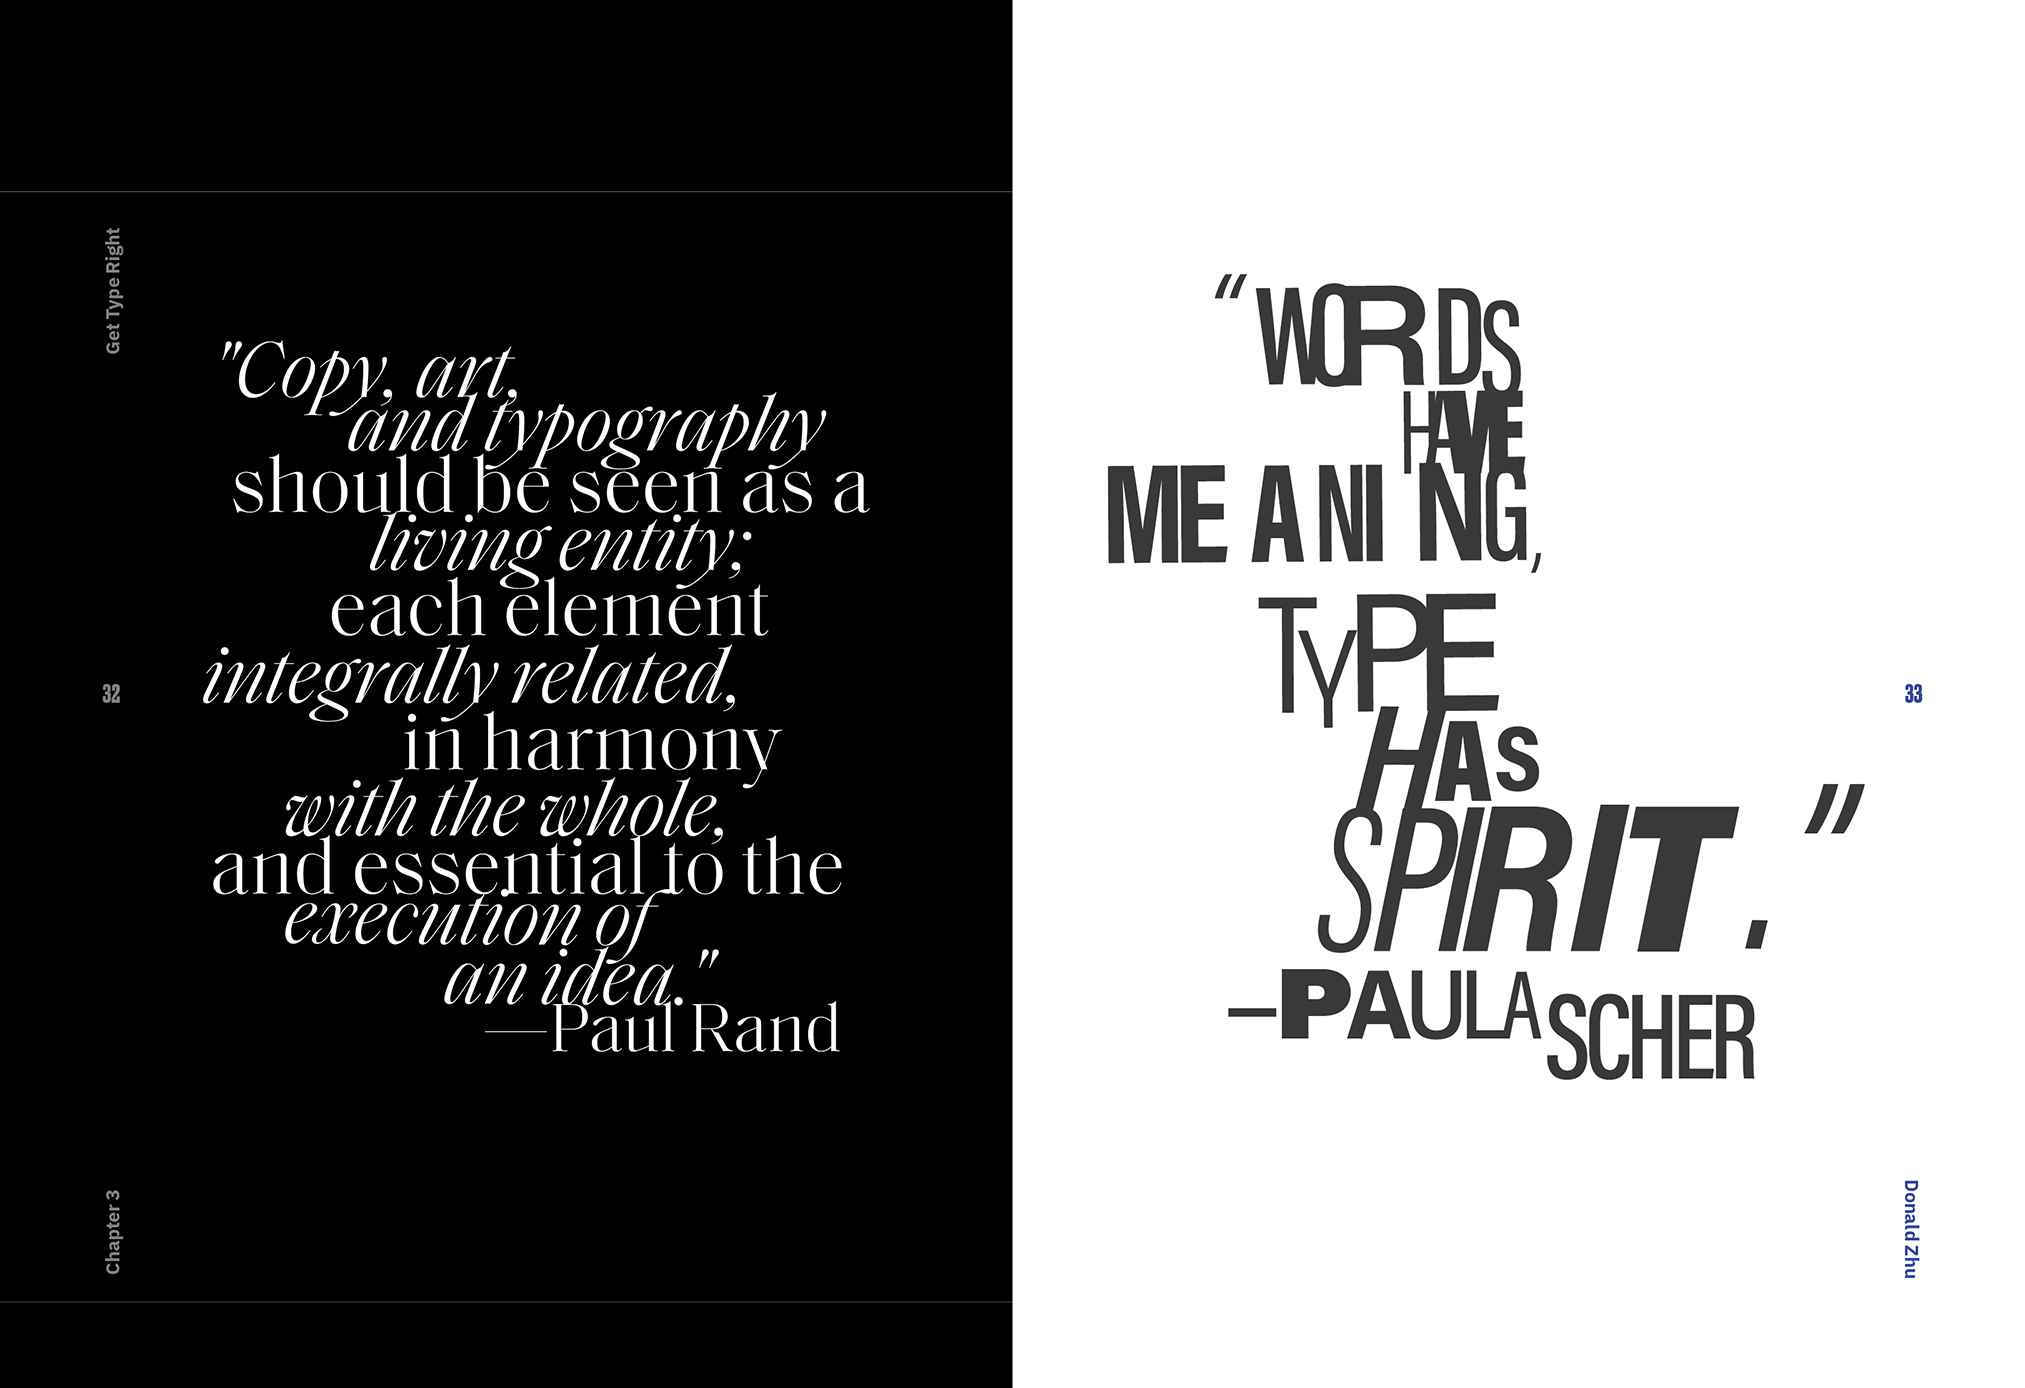 Get Type Right
"Copy, art,
and typography
should be seen as a
living entity;
each element
integrally related,
in harmony
with the whole,
and essential to the
execution of
an idea."
—Paul Rand
32
Chapter 3
“WORDS
HAVE
MEANING,
TYPE
HAS
SPIRIT.”
–PAULA SCHER
33
Donald Zhu